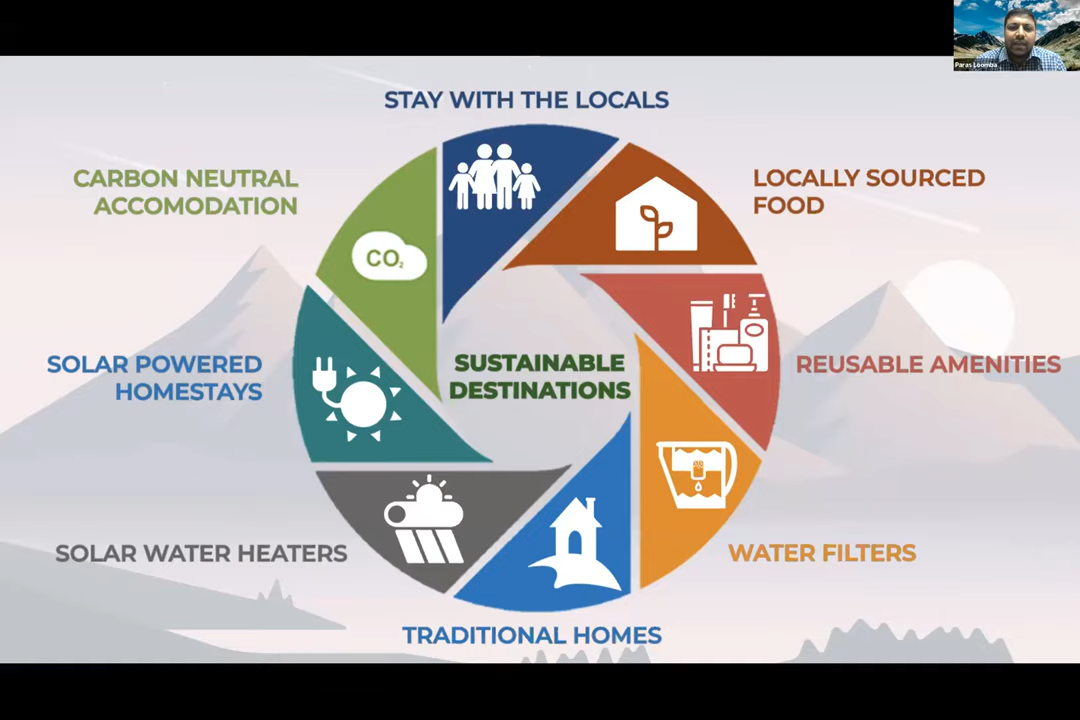 Paras Loomba
STAY WITH THE LOCALS
CARBON NEUTRAL
ACCOMODATION
LOCALLY SOURCED
FOOD
CO₂
SOLAR POWERED
HOMESTAYS
SUSTAINABLE
DESTINATIONS
REUSABLE AMENITIES
SOLAR WATER HEATERS
WATER FILTERS
TRADITIONAL HOMES